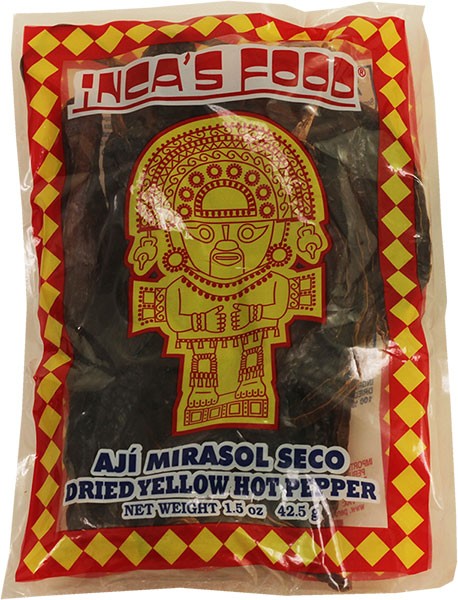 INCA'S FOOD®
AJÍ MIRASOL SECO
DRIED YELLOW HOT PEPPER
NET WEIGHT 1.5 oz 42.5 g